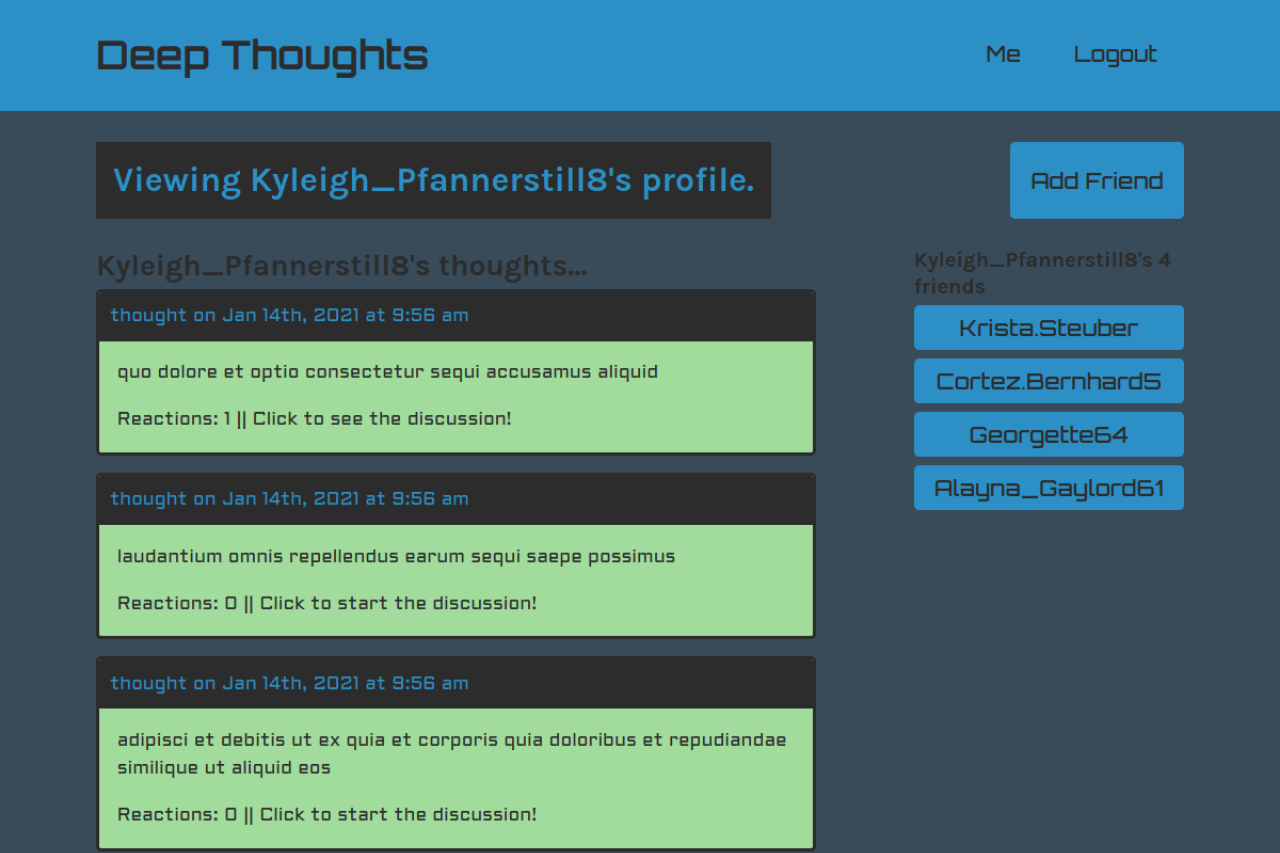 Deep Thoughts
Me
Logout
Viewing Kyleigh_Pfannerstill8's profile.
Add Friend
Kyleigh_Pfannerstill8's thoughts...
thought on Jan 14th, 2021 at 9:56 am
quo dolore et optio consectetur sequi accusamus aliquid
Reactions: 1 || Click to see the discussion!
thought on Jan 14th, 2021 at 9:56 am
laudantium omnis repellendus earum sequi saepe possimus
Reactions: 0 || Click to start the discussion!
thought on Jan 14th, 2021 at 9:56 am
adipisci et debitis ut ex quia et corporis quia doloribus et repudiandae
similique ut aliquid eos
Reactions: 0 || Click to start the discussion!
Kyleigh_Pfannerstill8's 4
friends
Krista.Steuber
Cortez.Bernhard5
Georgette64
Alayna_Gaylord61